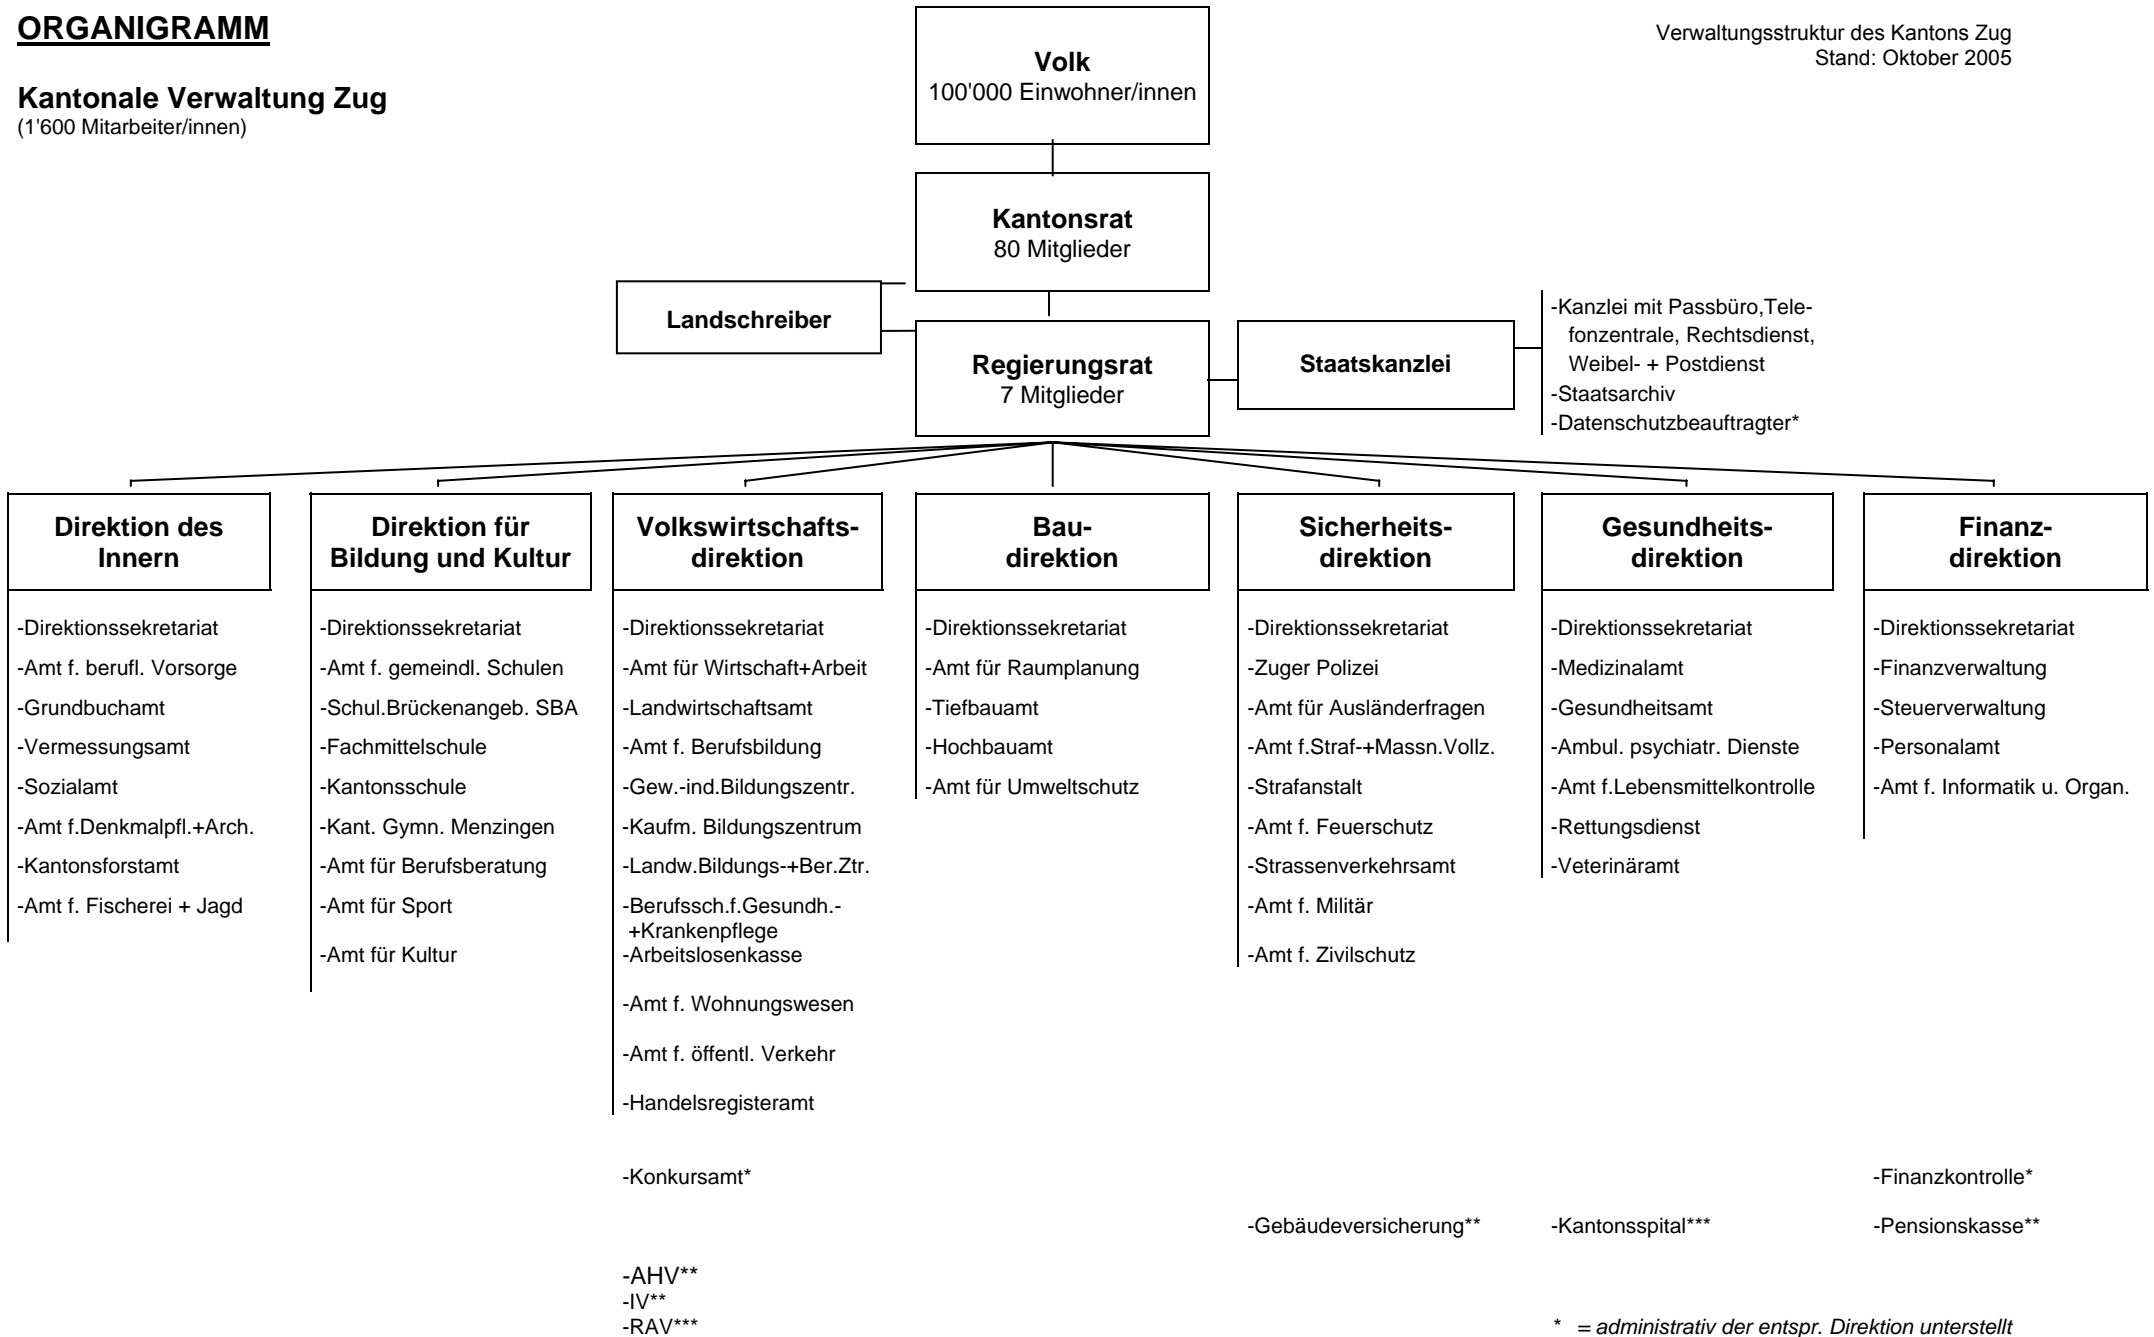 ORGANIGRAMM
Kantonale Verwaltung Zug
(1'600 Mitarbeiter/innen)
Verwaltungsstruktur des Kantons Zug
Stand: Oktober 2005
Volk
100'000 Einwohner/innen
Kantonsrat
80 Mitglieder
Landschreiber
Regierungsrat
7 Mitglieder
Staatskanzlei
-Kanzlei mit Passbüro,Tele-
fonzentrale, Rechtsdienst,
Weibel- + Postdienst
-Staatsarchiv
-Datenschutzbeauftragter*
Direktion des
Innern
-Direktionssekretariat
-Amt f. berufl. Vorsorge
-Grundbuchamt
-Vermessungsamt
-Sozialamt
-Amt f.Denkmalpfl.+Arch.
-Kantonsforstamt
-Amt f. Fischerei + Jagd
Direktion für
Bildung und Kultur
-Direktionssekretariat
-Amt f. gemeindl. Schulen
-Schul.Brückenangeb. SBA
-Fachmittelschule
-Kantonsschule
-Kant. Gymn. Menzingen
-Amt für Berufsberatung
-Amt für Sport
-Amt für Kultur
Volkswirtschafts-
direktion
-Direktionssekretariat
-Amt für Wirtschaft+Arbeit
-Landwirtschaftsamt
-Amt f. Berufsbildung
-Gew.-ind.Bildungszentr.
-Kaufm. Bildungszentrum
-Landw.Bildungs-+Ber.Ztr.
-Berufssch.f.Gesundh.-
+Krankenpflege
-Arbeitslosenkasse
-Amt f. Wohnungswesen
-Amt f. öffentl. Verkehr
-Handelsregisteramt
-Konkursamt*
-AHV**
-IV**
-RAV***
Bau-
direktion
-Direktionssekretariat
-Amt für Raumplanung
-Tiefbauamt
-Hochbauamt
-Amt für Umweltschutz
Sicherheits-
direktion
-Direktionssekretariat
-Zuger Polizei
-Amt für Ausländerfragen
-Amt f.Straf-+Massn.Vollz.
-Strafanstalt
-Amt f. Feuerschutz
-Strassenverkehrsamt
-Amt f. Militär
-Amt f. Zivilschutz
-Gebäudeversicherung**
Gesundheits-
direktion
-Direktionssekretariat
-Medizinalamt
-Gesundheitsamt
-Ambul. psychiatr. Dienste
-Amt f.Lebensmittelkontrolle
-Rettungsdienst
-Veterinäramt
-Kantonsspital***
Finanz-
direktion
-Direktionssekretariat
-Finanzverwaltung
-Steuerverwaltung
-Personalamt
-Amt f. Informatik u. Organ.
-Finanzkontrolle*
-Pensionskasse**
* = administrativ der entspr. Direktion unterstellt